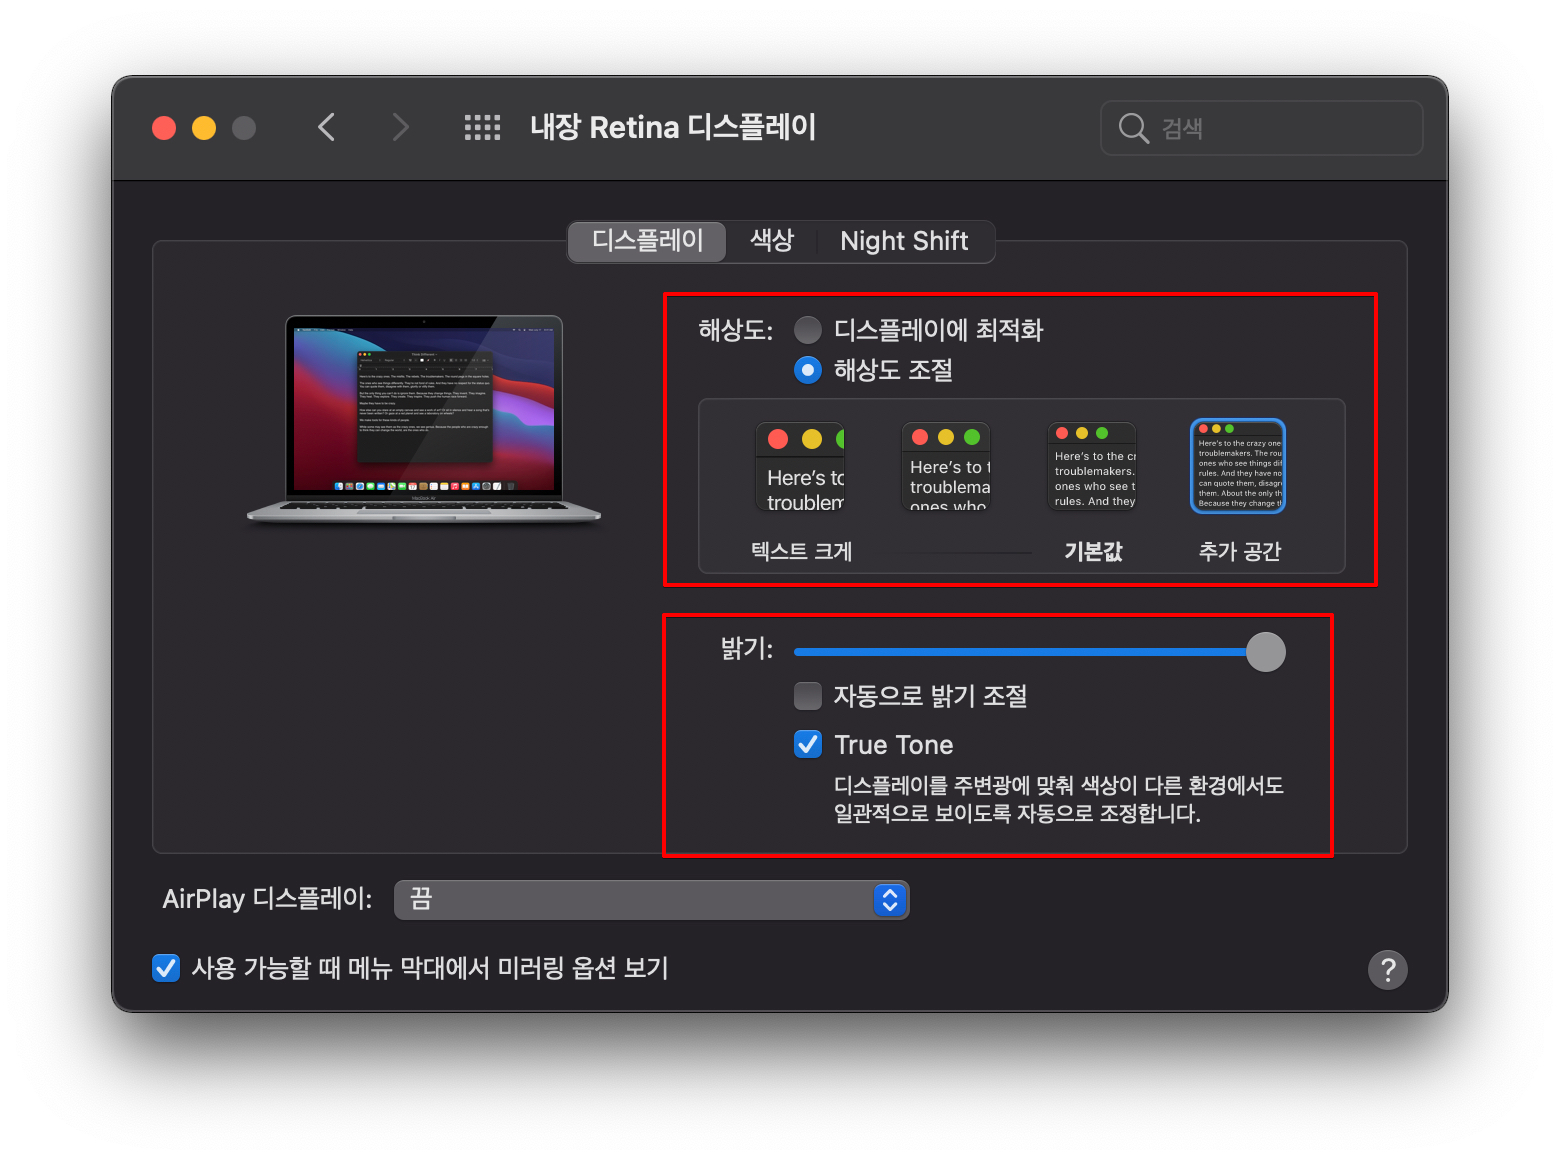 내장 Retina 디스플레이
검색
디스플레이 색상 Night Shift
해상도: 디스플레이에 최적화
해상도 조절
Here's to
troublem
Here's to t
troublema
ones who
Here's to the cr
troublemakers.
ones who see t
rules. And they
Here's to the crazy one
troublemakers. The rou
ones who see things dif
rules. And they have no
can quote them, disagre
them. About the only th
Because they change t
텍스트 크게 기본값 추가 공간
밝기:
자동으로 밝기 조절
True Tone
디스플레이를 주변광에 맞춰 색상이 다른 환경에서도
일관적으로 보이도록 자동으로 조정합니다.
AirPlay 디스플레이: 끔
사용 가능할 때 메뉴 막대에서 미러링 옵션 보기
?